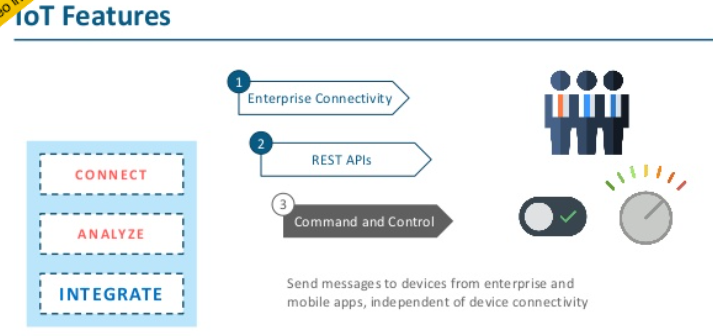 IoT Features
1
Enterprise Connectivity
2
REST APIs
3
Command and Control
CONNECT
ANALYZE
INTEGRATE
Send messages to devices from enterprise and
mobile apps, independent of device connectivity